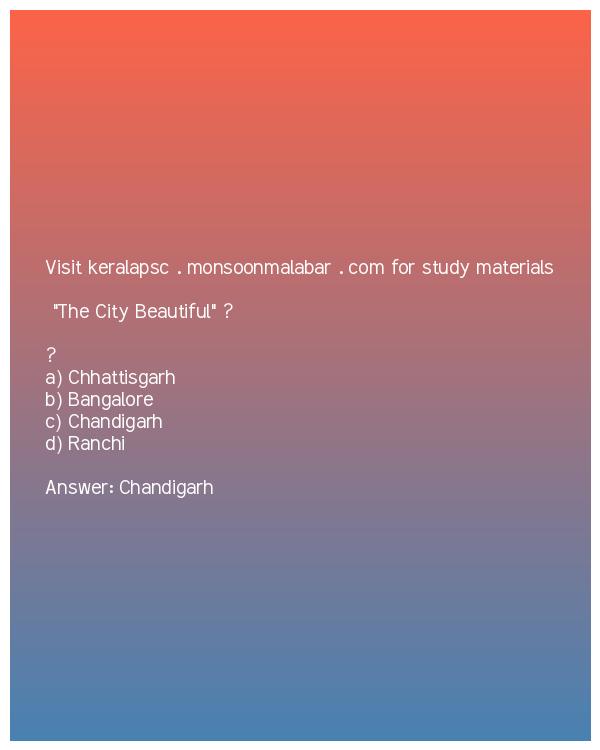 Visit keralapsc . monsoonmalabar . com for study materials
"The City Beautiful" ?
?
a) Chhattisgarh
b) Bangalore
c) Chandigarh
d) Ranchi
Answer: Chandigarh